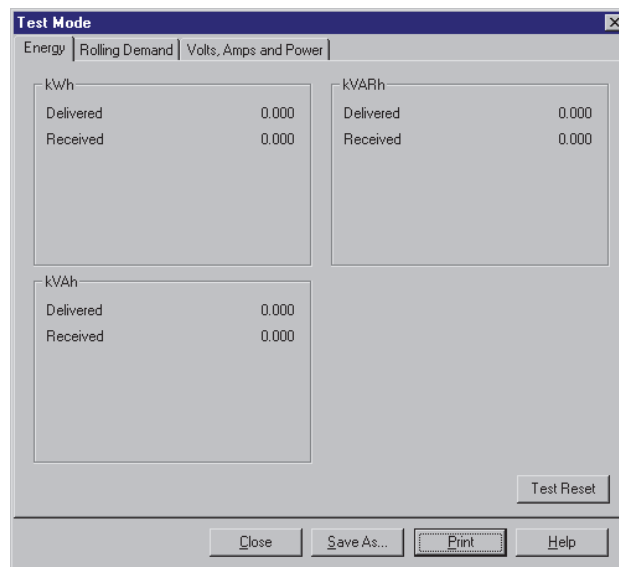 Test Mode
Energy Rolling Demand Volts, Amps and Power
kWh
Delivered 0.000
Received 0.000
kVARh
Delivered 0.000
Received 0.000
kVAh
Delivered 0.000
Received 0.000
Test Reset
Close Save As... Print Help